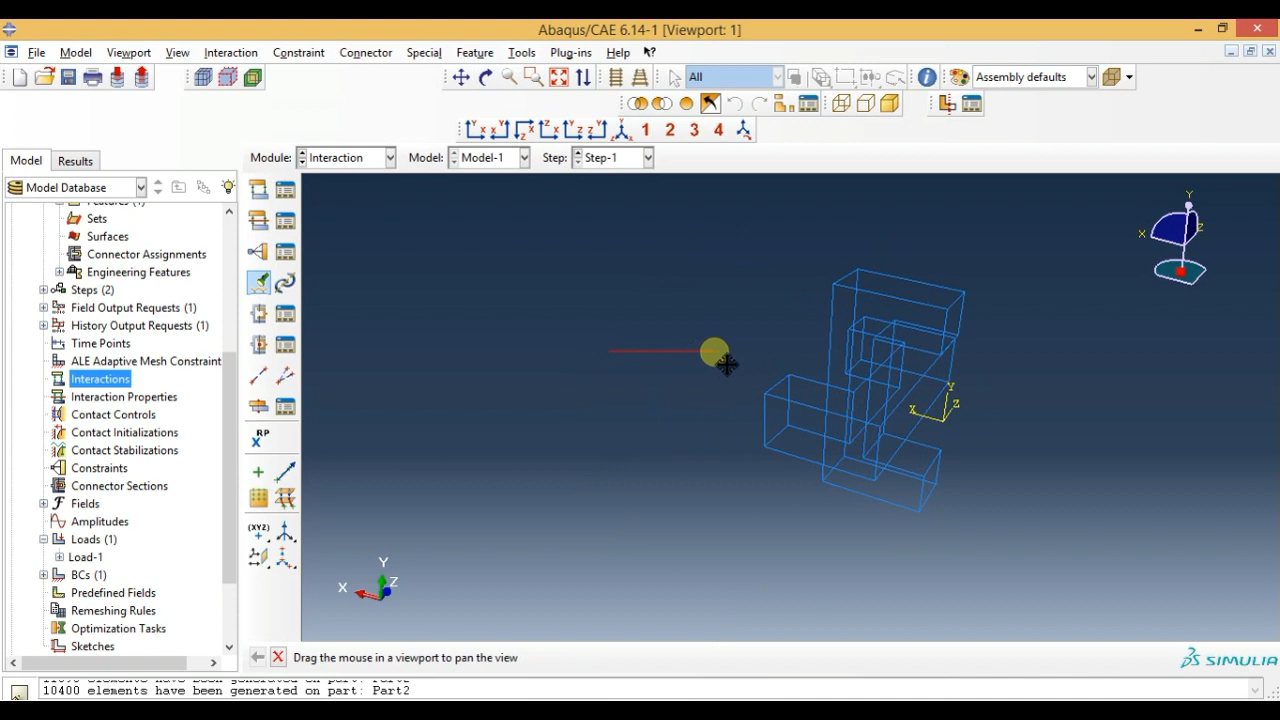 Abaqus/CAE 6.14-1 [Viewport: 1]
File Model Viewport View Interaction Constraint Connector Special Feature Tools Plug-ins Help
All
Assembly defaults
1 2 3 4
Model Results
Module: Interaction Model: Model-1 Step: Step-1
Model Database
Features (1)
Sets
Surfaces
Connector Assignments
Engineering Features
Steps (2)
Field Output Requests (1)
History Output Requests (1)
Time Points
ALE Adaptive Mesh Constraint
Interactions
Interaction Properties
Contact Controls
Contact Initializations
Contact Stabilizations
Constraints
Connector Sections
Fields
Amplitudes
Loads (1)
Load-1
BCs (1)
Predefined Fields
Remeshing Rules
Optimization Tasks
Sketches
RP
(XYZ)
Y
X
Z
Y
X
Z
Y
X
Z
Drag the mouse in a viewport to pan the view
SIMULIA
10400 elements have been generated on part: Part2